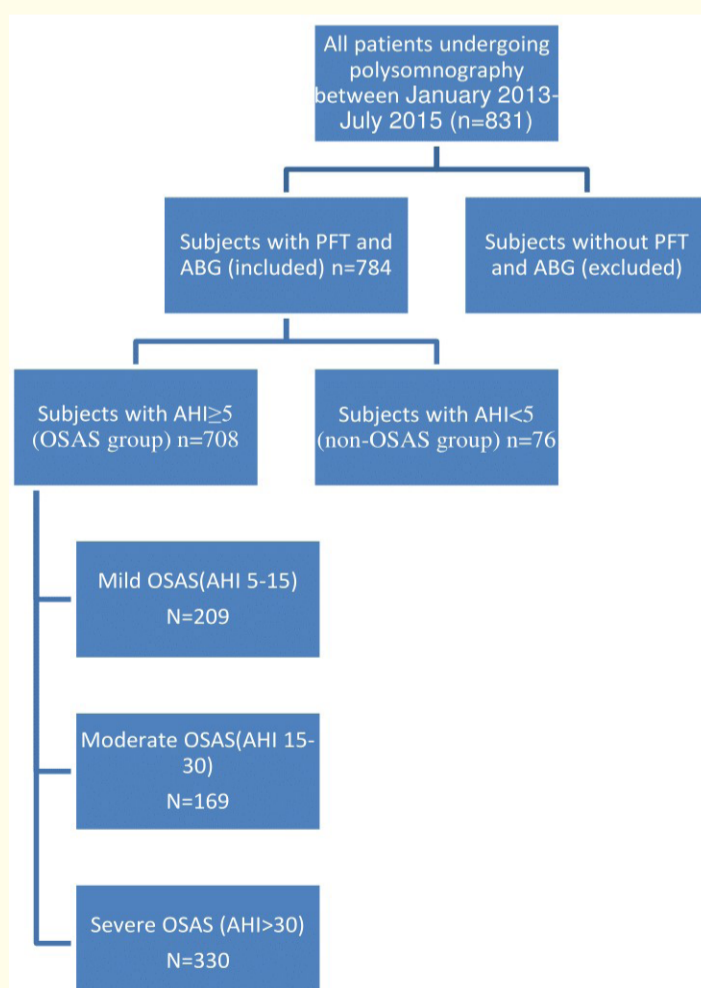 All patients undergoing
polysomnography
between January 2013-
July 2015 (n=831)
Subjects with PFT and
ABG (included) n=784
Subjects without PFT
and ABG (excluded)
Subjects with AHI≥5
(OSAS group) n=708
Subjects with AHI<5
(non-OSAS group) n=76
Mild OSAS(AHI 5-15)
N=209
Moderate OSAS(AHI 15-
30)
N=169
Severe OSAS (AHI>30)
N=330